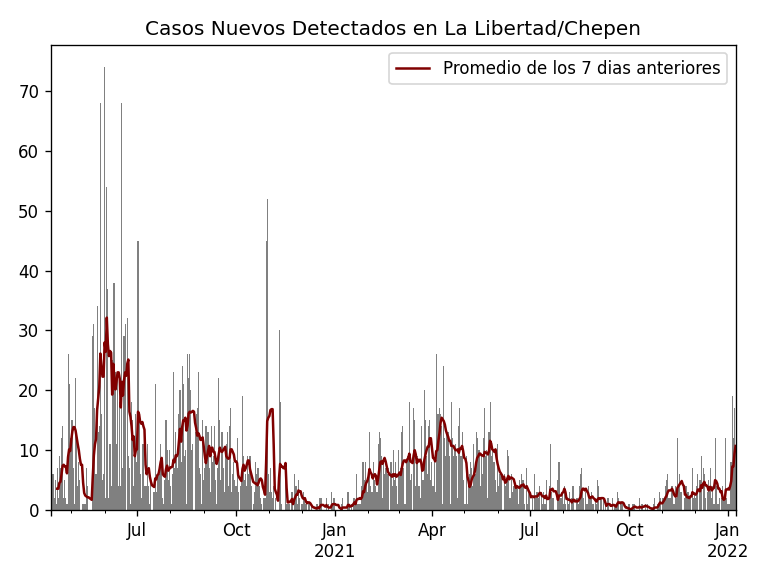 Casos Nuevos Detectados en La Libertad/Chepen
Promedio de los 7 dias anteriores
70
60
50
40
30
20
10
0
Jul
Oct
Jan
2021
Apr
Jul
Oct
Jan
2022